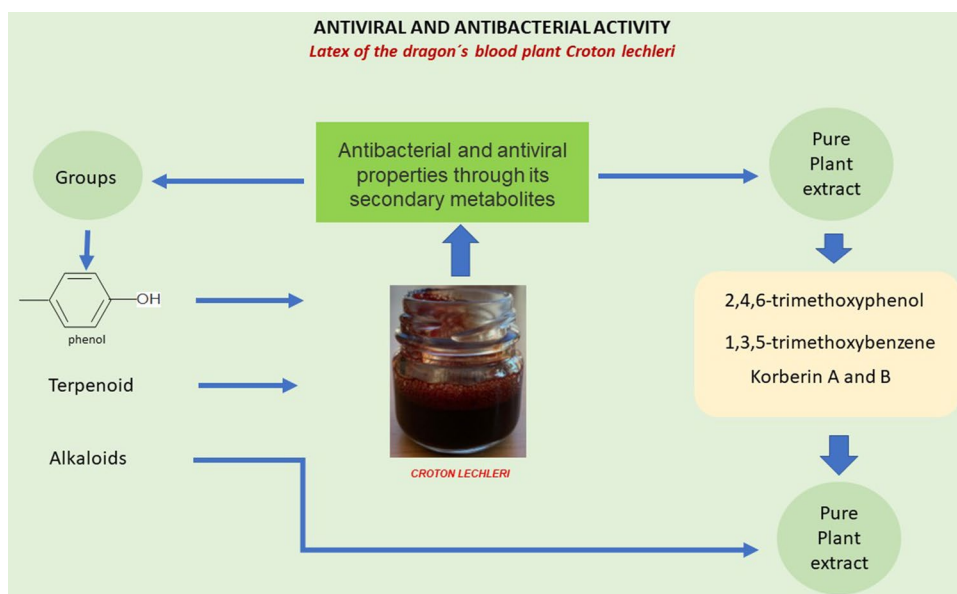 ANTIVIRAL AND ANTIBACTERIAL ACTIVITY
Latex of the dragon´s blood plant Croton lechleri
Groups
Antibacterial and antiviral
properties through its
secondary metabolites
Pure
Plant
extract
OH
phenol
Terpenoid
Alkaloids
CROTON LECHLERI
2,4,6-trimethoxyphenol
1,3,5-trimethoxybenzene
Korberin A and B
Pure
Plant
extract